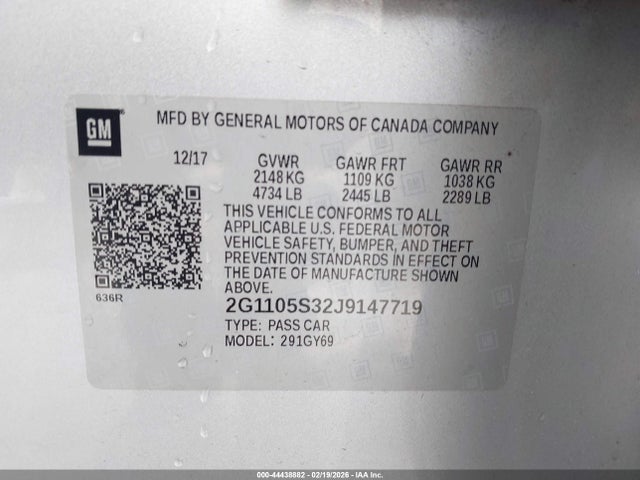 GM
MFD BY GENERAL MOTORS OF CANADA COMPANY
12/17 GVWR GAWR FRT GAWR RR
2148 KG 1109 KG 1038 KG
4734 LB 2445 LB 2289 LB
THIS VEHICLE CONFORMS TO ALL
APPLICABLE U.S. FEDERAL MOTOR
VEHICLE SAFETY, BUMPER, AND THEFT
PREVENTION STANDARDS IN EFFECT ON
THE DATE OF MANUFACTURE SHOWN
ABOVE.
636R
2G1105S32J9147719
TYPE: PASS CAR
MODEL: 291GY69
000-44438882 - 02/19/2026 - IAA Inc.